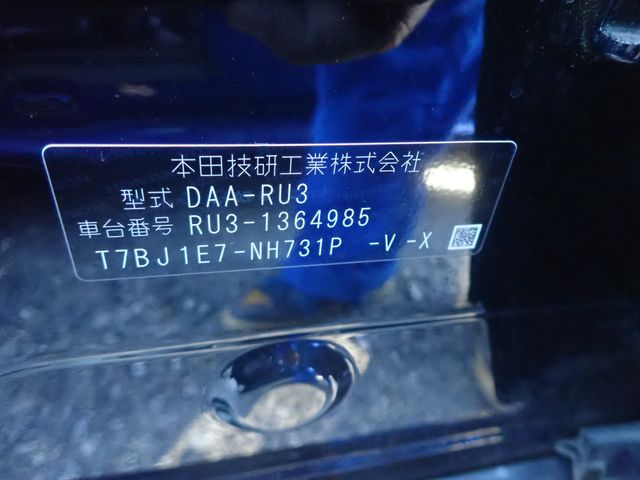 本田技研工業株式会社
型式 DAA-RU3
車台番号 RU3-1364985
T7BJ1E7-NH731P -V -X